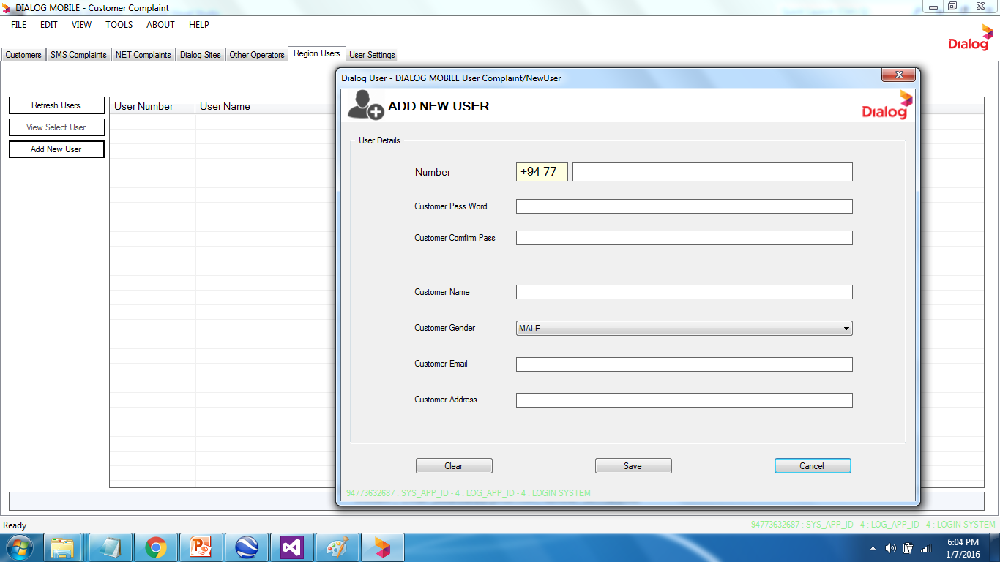 DIALOG MOBILE - Customer Complaint
FILE EDIT VIEW TOOLS ABOUT HELP
Dialog
Customers SMS Complaints NET Complaints Dialog Sites Other Operators Region Users User Settings
Dialog User - DIALOG MOBILE User Complaint/NewUser
ADD NEW USER
Dialog
Refresh Users
View Select User
Add New User
User Number User Name
User Details
Number +94 77
Customer Pass Word
Customer Comfirm Pass
Customer Name
Customer Gender MALE
Customer Email
Customer Address
Clear Save Cancel
94773632687 : SYS_APP_ID - 4 : LOG_APP_ID - 4 : LOGIN SYSTEM
Ready
94773632687 : SYS_APP_ID - 4 : LOG_APP_ID - 4 : LOGIN SYSTEM
6:04 PM
1/7/2016